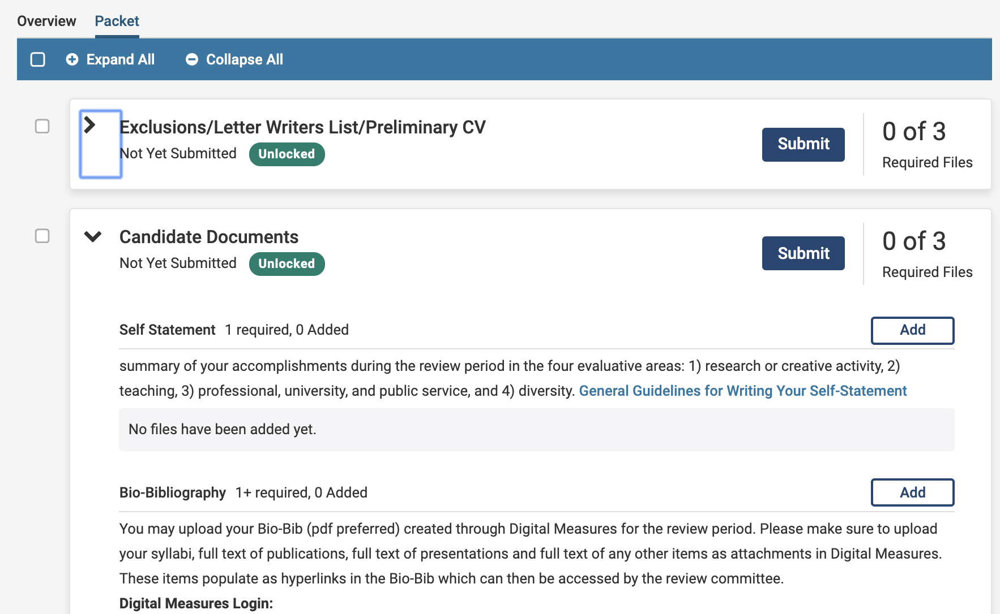 Overview Packet
Expand All Collapse All
Exclusions/Letter Writers List/Preliminary CV
Not Yet Submitted Unlocked
Submit
0 of 3
Required Files
Candidate Documents
Not Yet Submitted Unlocked
Submit
0 of 3
Required Files
Self Statement 1 required, 0 Added
Add
summary of your accomplishments during the review period in the four evaluative areas: 1) research or creative activity, 2)
teaching, 3) professional, university, and public service, and 4) diversity. General Guidelines for Writing Your Self-Statement
No files have been added yet.
Bio-Bibliography 1+ required, 0 Added
Add
You may upload your Bio-Bib (pdf preferred) created through Digital Measures for the review period. Please make sure to upload
your syllabi, full text of publications, full text of presentations and full text of any other items as attachments in Digital Measures.
These items populate as hyperlinks in the Bio-Bib which can then be accessed by the review committee.
Digital Measures Login: